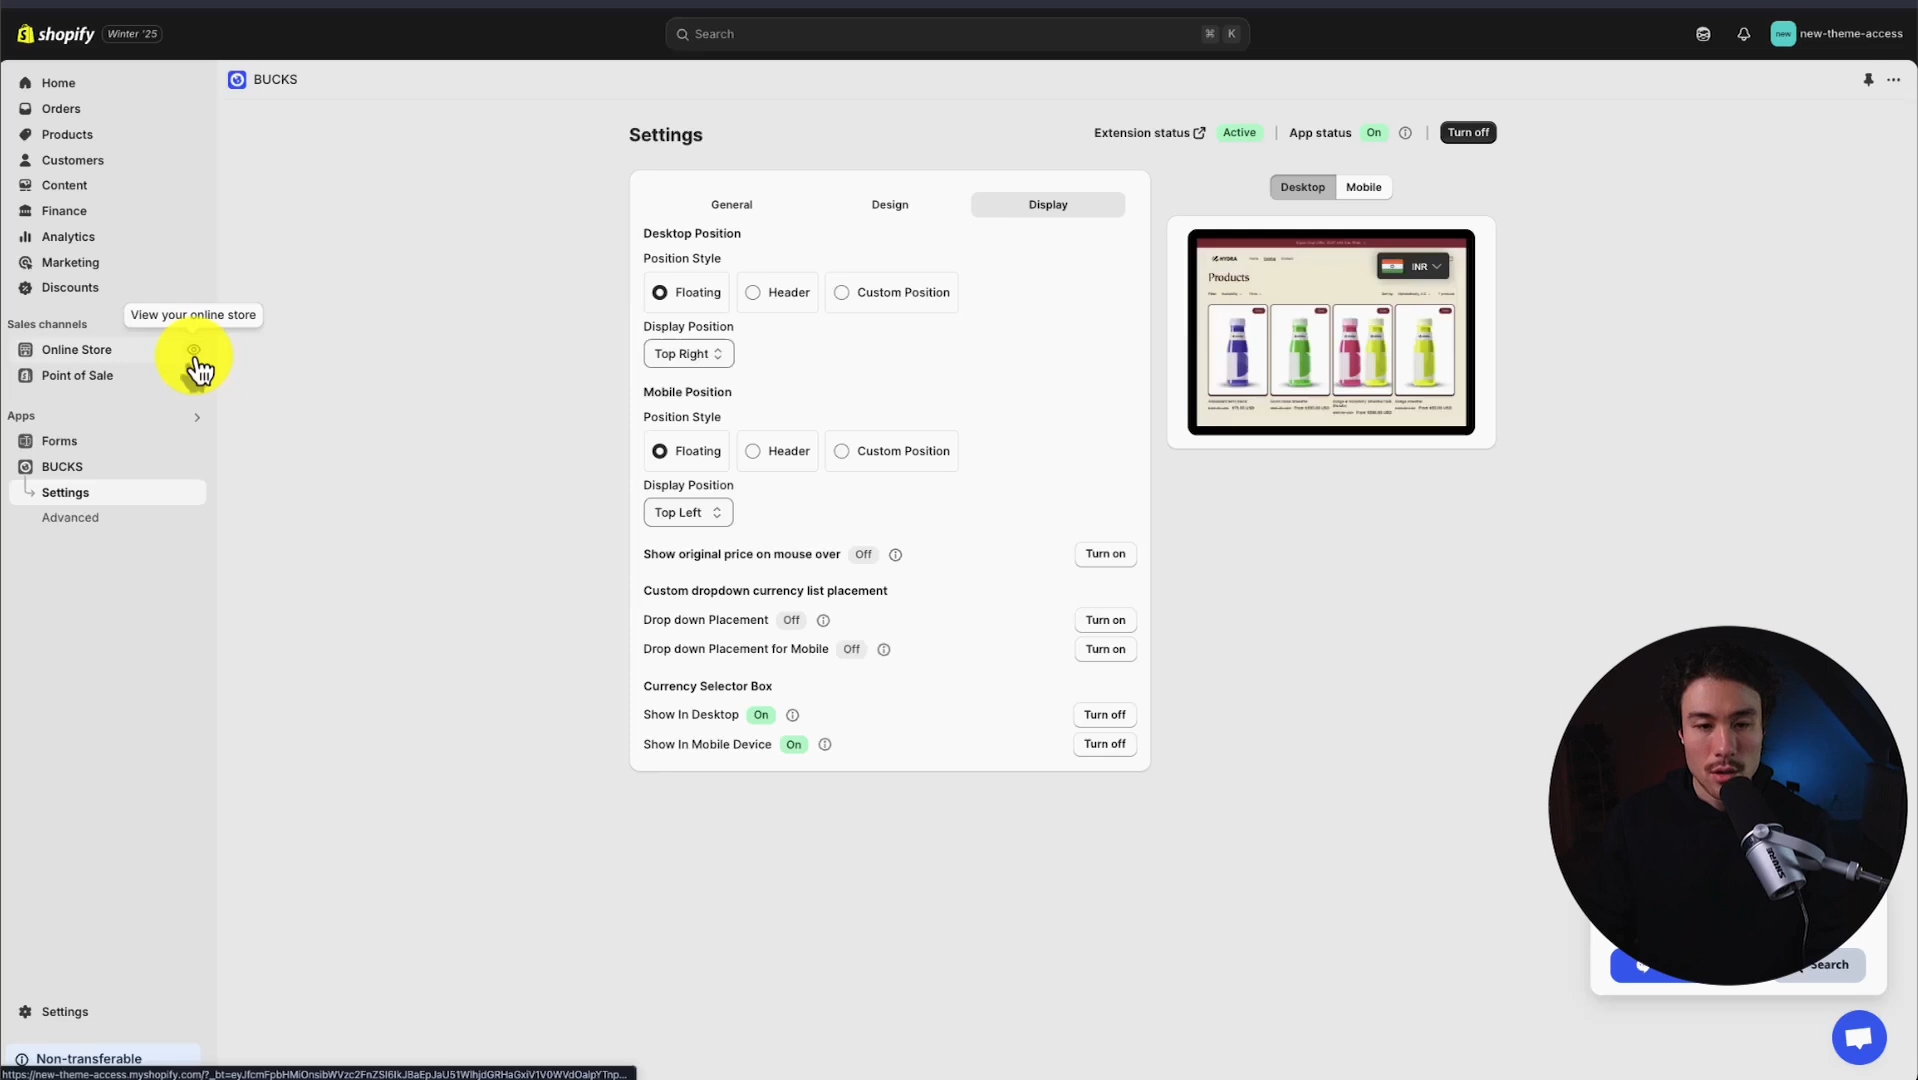 shopify Winter '25
Search ⌘ K
new new-theme-access
Home
Orders
Products
Customers
Content
Finance
Analytics
Marketing
Discounts
View your online store
Sales channels
Online Store
Point of Sale
Apps
Forms
BUCKS
Settings
Advanced
Settings
Non-transferable
BUCKS
Settings
Extension status Active | App status On | Turn off
General Design Display
Desktop Position
Position Style
Floating Header Custom Position
Display Position
Top Right
Mobile Position
Position Style
Floating Header Custom Position
Display Position
Top Left
Show original price on mouse over Off Turn on
Custom dropdown currency list placement
Drop down Placement Off Turn on
Drop down Placement for Mobile Off Turn on
Currency Selector Box
Show In Desktop On Turn off
Show In Mobile Device On Turn off
Desktop Mobile
HYDRA
INR
Products
SHURE
Search